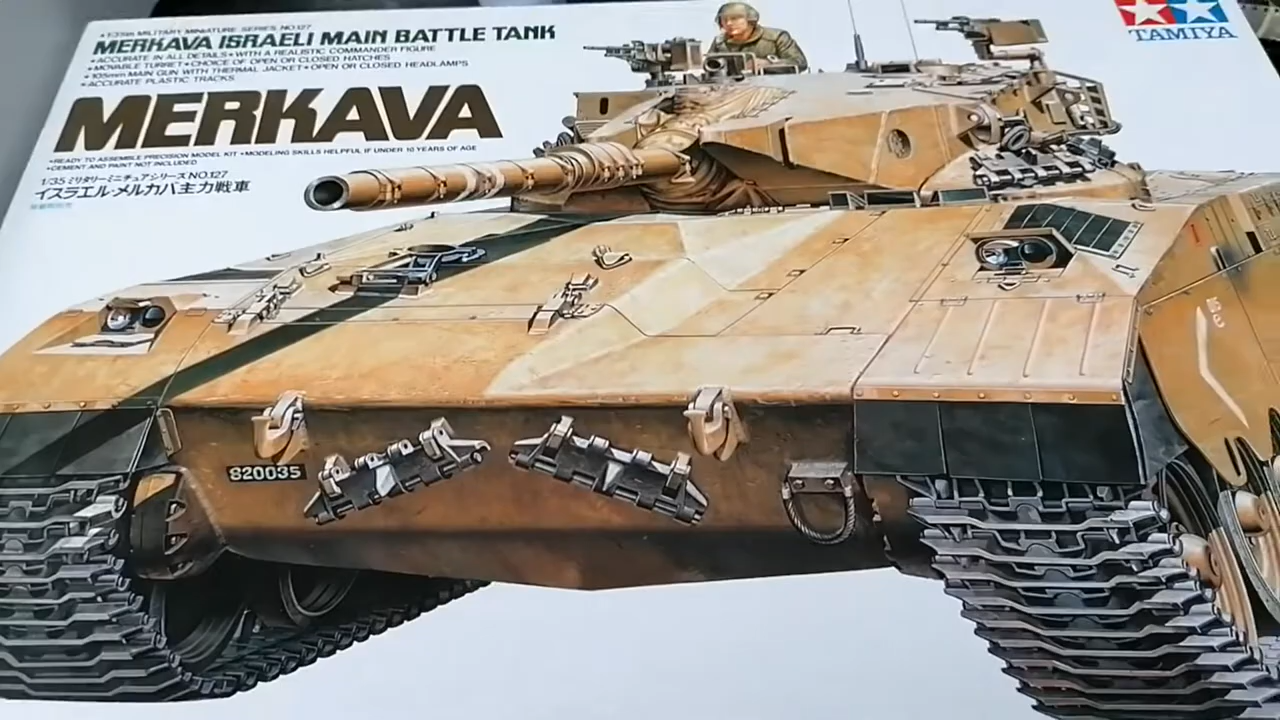 •1/35th MILITARY MINIATURE SERIES NO.127
MERKAVA ISRAELI MAIN BATTLE TANK
•ACCURATE IN ALL DETAILS •WITH A REALISTIC COMMANDER FIGURE
•MOVABLE TURRET •CHOICE OF OPEN OR CLOSED HATCHES
•105mm MAIN GUN WITH THERMAL JACKET •OPEN OR CLOSED HEADLAMPS
•ACCURATE PLASTIC TRACKS
MERKAVA
•READY TO ASSEMBLE PRECISION MODEL KIT •MODELING SKILLS HELPFUL IF UNDER 10 YEARS OF AGE
•CEMENT AND PAINT NOT INCLUDED
1/35 ミリタリーミニチュアシリーズ NO.127
イスラエル・メルカバ主力戦車
TAMIYA
820035